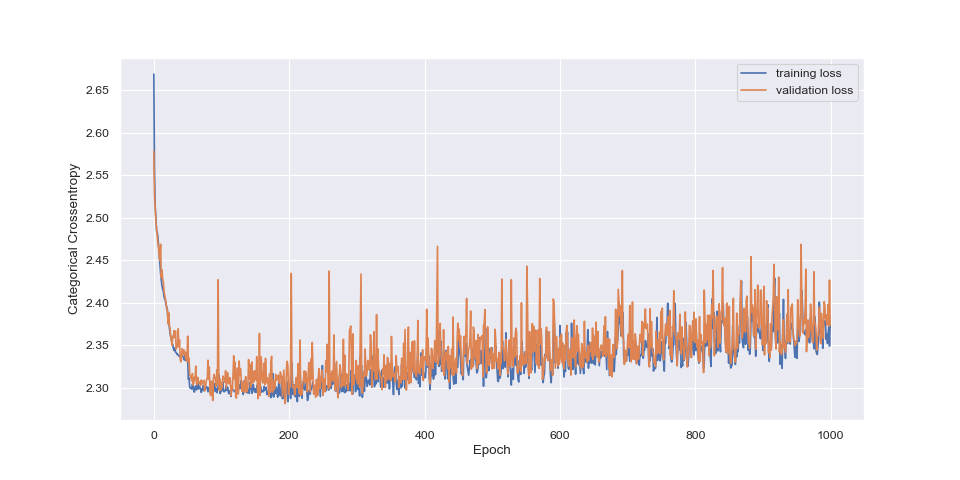 training loss
validation loss
2.65
2.60
2.55
2.50
2.45
2.40
2.35
2.30
Categorical Crossentropy
0 200 400 600 800 1000
Epoch